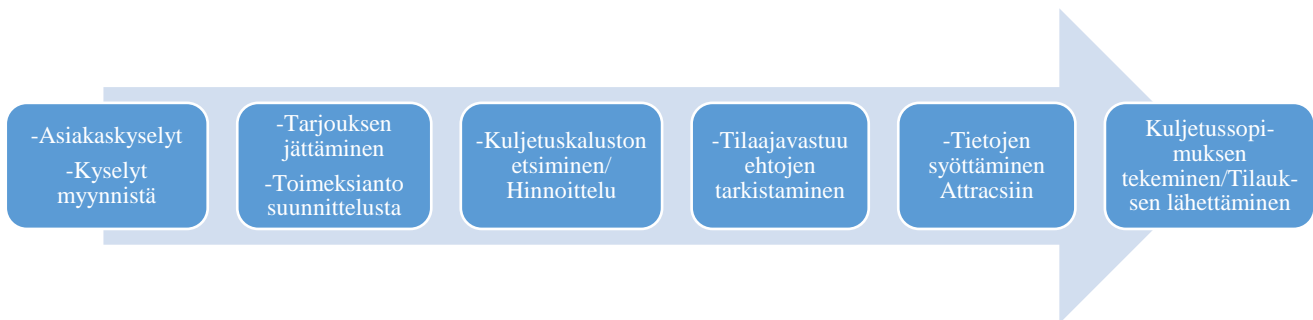 -Asiakaskyselyt
-Kyselyt
myynnistä
-Tarjouksen
jättäminen
-Toimeksianto
suunnittelusta
-Kuljetuskaluston
etsiminen/
Hinnoittelu
-Tilaajavastuu
ehtojen
tarkistaminen
-Tietojen
syöttäminen
Attracsiin
Kuljetussopi-
muksen
tekeminen/Tilauk-
sen lähettäminen